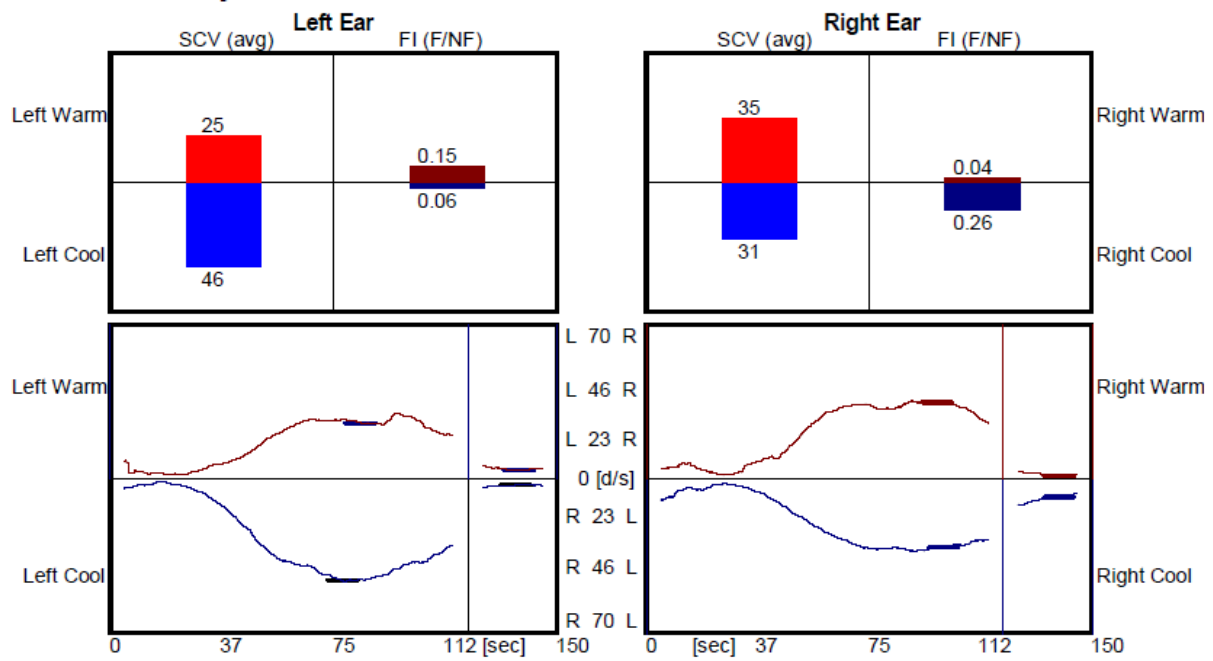 Left Ear Right Ear
SCV (avg) FI (F/NF) SCV (avg) FI (F/NF)
Left Warm 25 0.15 35 0.04 Right Warm
Left Cool 46 0.06 31 0.26 Right Cool
L 70 R
Left Warm L 46 R Right Warm
L 23 R
0 [d/s]
R 23 L
Left Cool R 46 L Right Cool
R 70 L
0 37 75 112 [sec] 150 0 [sec] 37 75 112 150